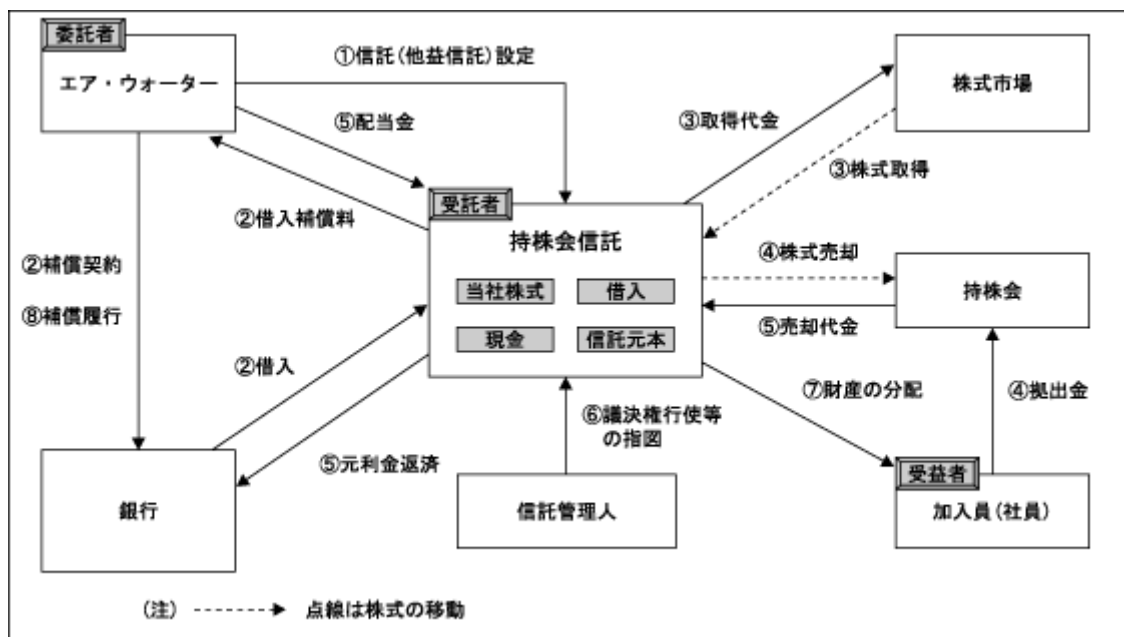 委託者
エア・ウォーター
①信託(他益信託)設定
株式市場
③取得代金
⑤配当金
③株式取得
受託者
②借入補償料
持株会信託
④株式売却
②補償契約
当社株式
借入
持株会
⑧補償履行
⑤売却代金
現金
信託元本
②借入
⑦財産の分配
④拠出金
⑥議決権行使等
の指図
⑤元利金返済
受益者
銀行
信託管理人
加入員(社員)
(注)
点線は株式の移動